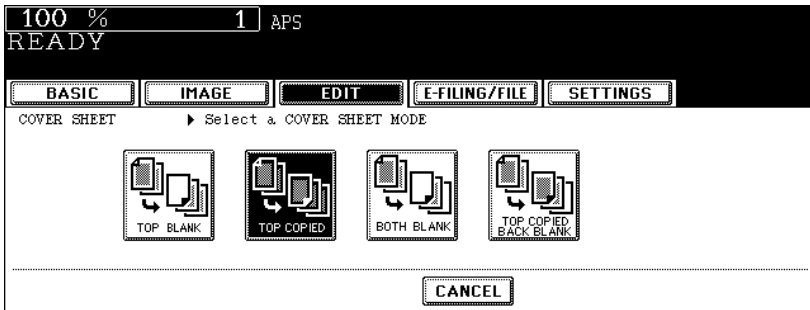 100 % 1 APS
READY
BASIC IMAGE EDIT E-FILING/FILE SETTINGS
COVER SHEET Select a COVER SHEET MODE
TOP BLANK TOP COPIED BOTH BLANK TOP COPIED
BACK BLANK
CANCEL